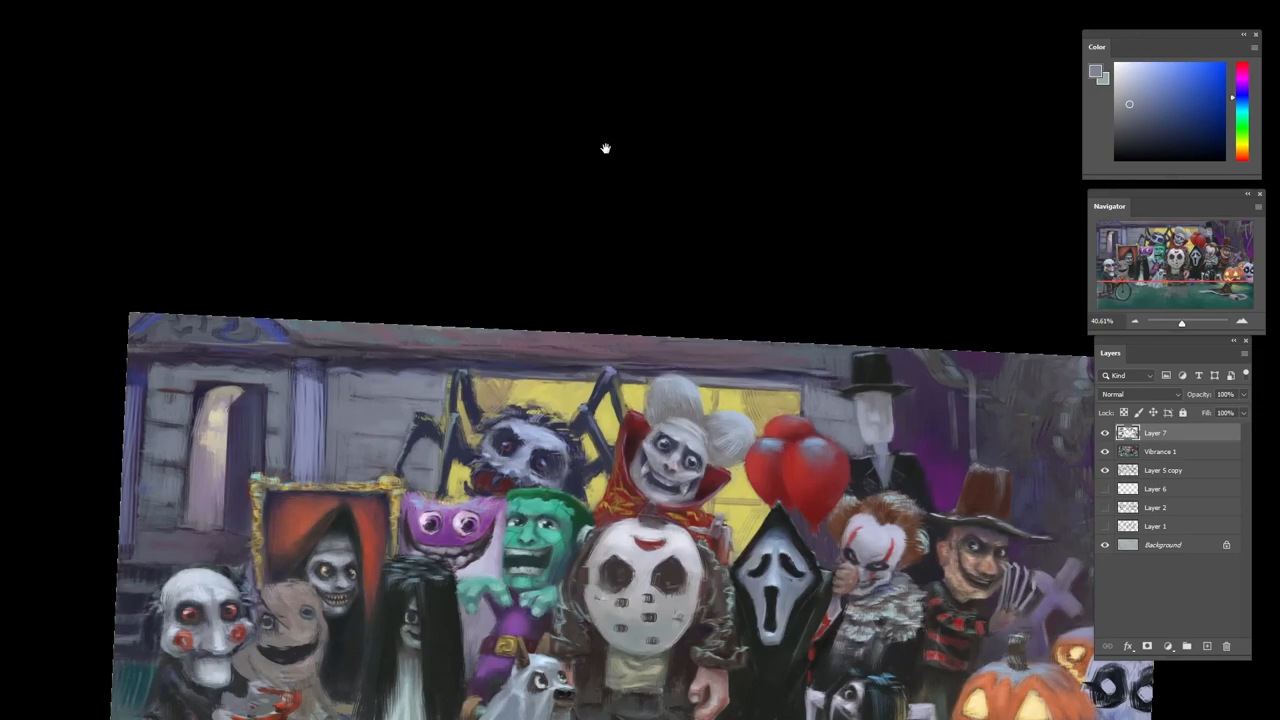 Color
Navigator
40.61%
Layers
Kind
Normal
Opacity: 100%
Lock:
Fill: 100%
Layer 7
Vibrance 1
Layer 5 copy
Layer 6
Layer 2
Layer 1
Background
fx